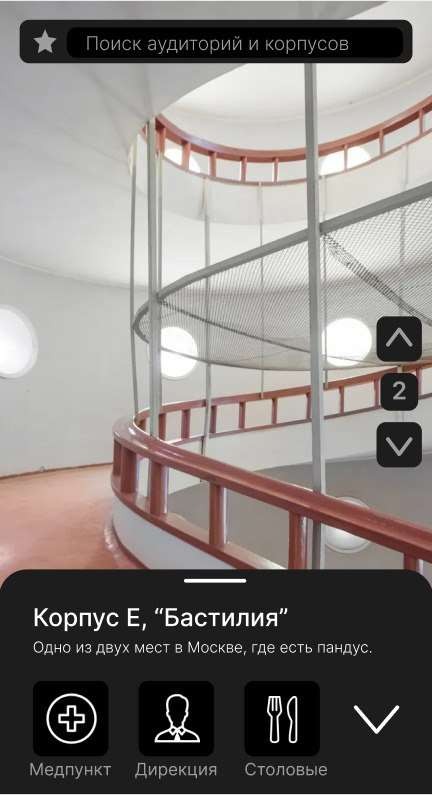 Поиск аудиторий и корпусов
2
Корпус Е, “Бастилия”
Одно из двух мест в Москве, где есть пандус.
Медпункт
Дирекция
Столовые